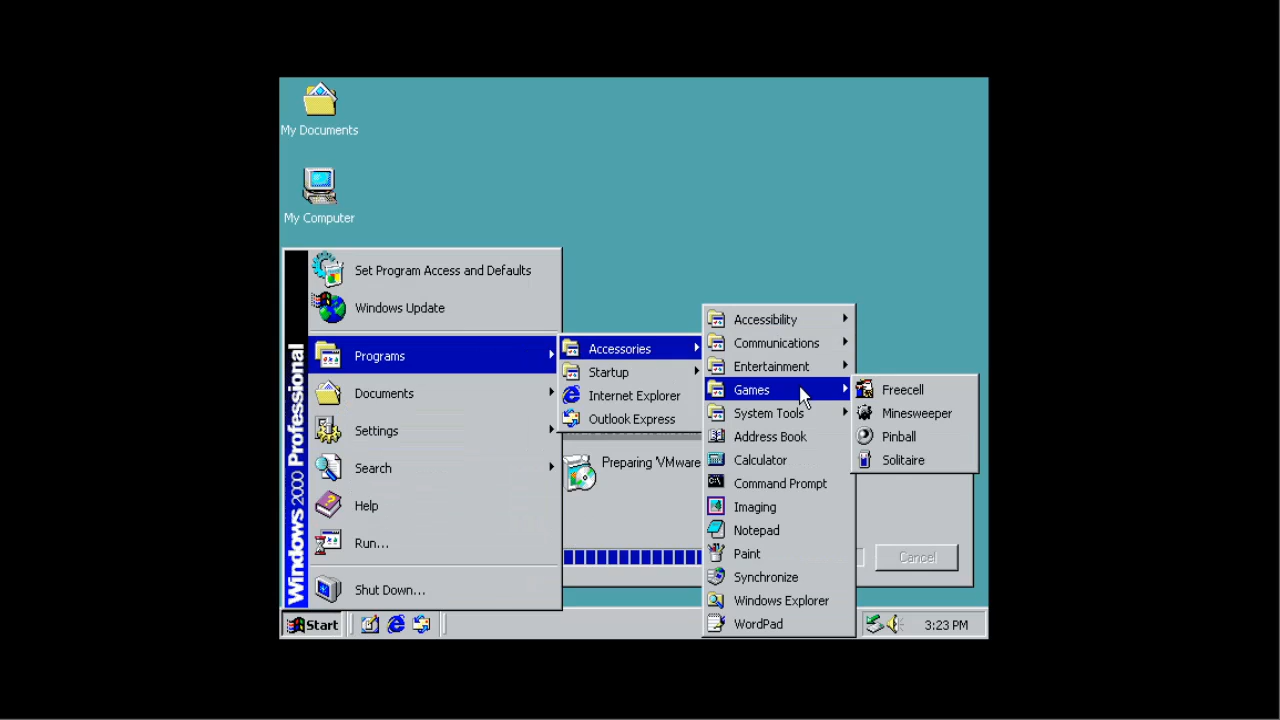 My Documents
My Computer
Windows 2000 Professional
Set Program Access and Defaults
Windows Update
Programs
Documents
Settings
Search
Help
Run...
Shut Down...
Accessories
Startup
Internet Explorer
Outlook Express
Accessibility
Communications
Entertainment
Games
System Tools
Address Book
Calculator
Command Prompt
Imaging
Notepad
Paint
Synchronize
Windows Explorer
WordPad
Freecell
Minesweeper
Pinball
Solitaire
Preparing 'VMware
Cancel
Start
3:23 PM